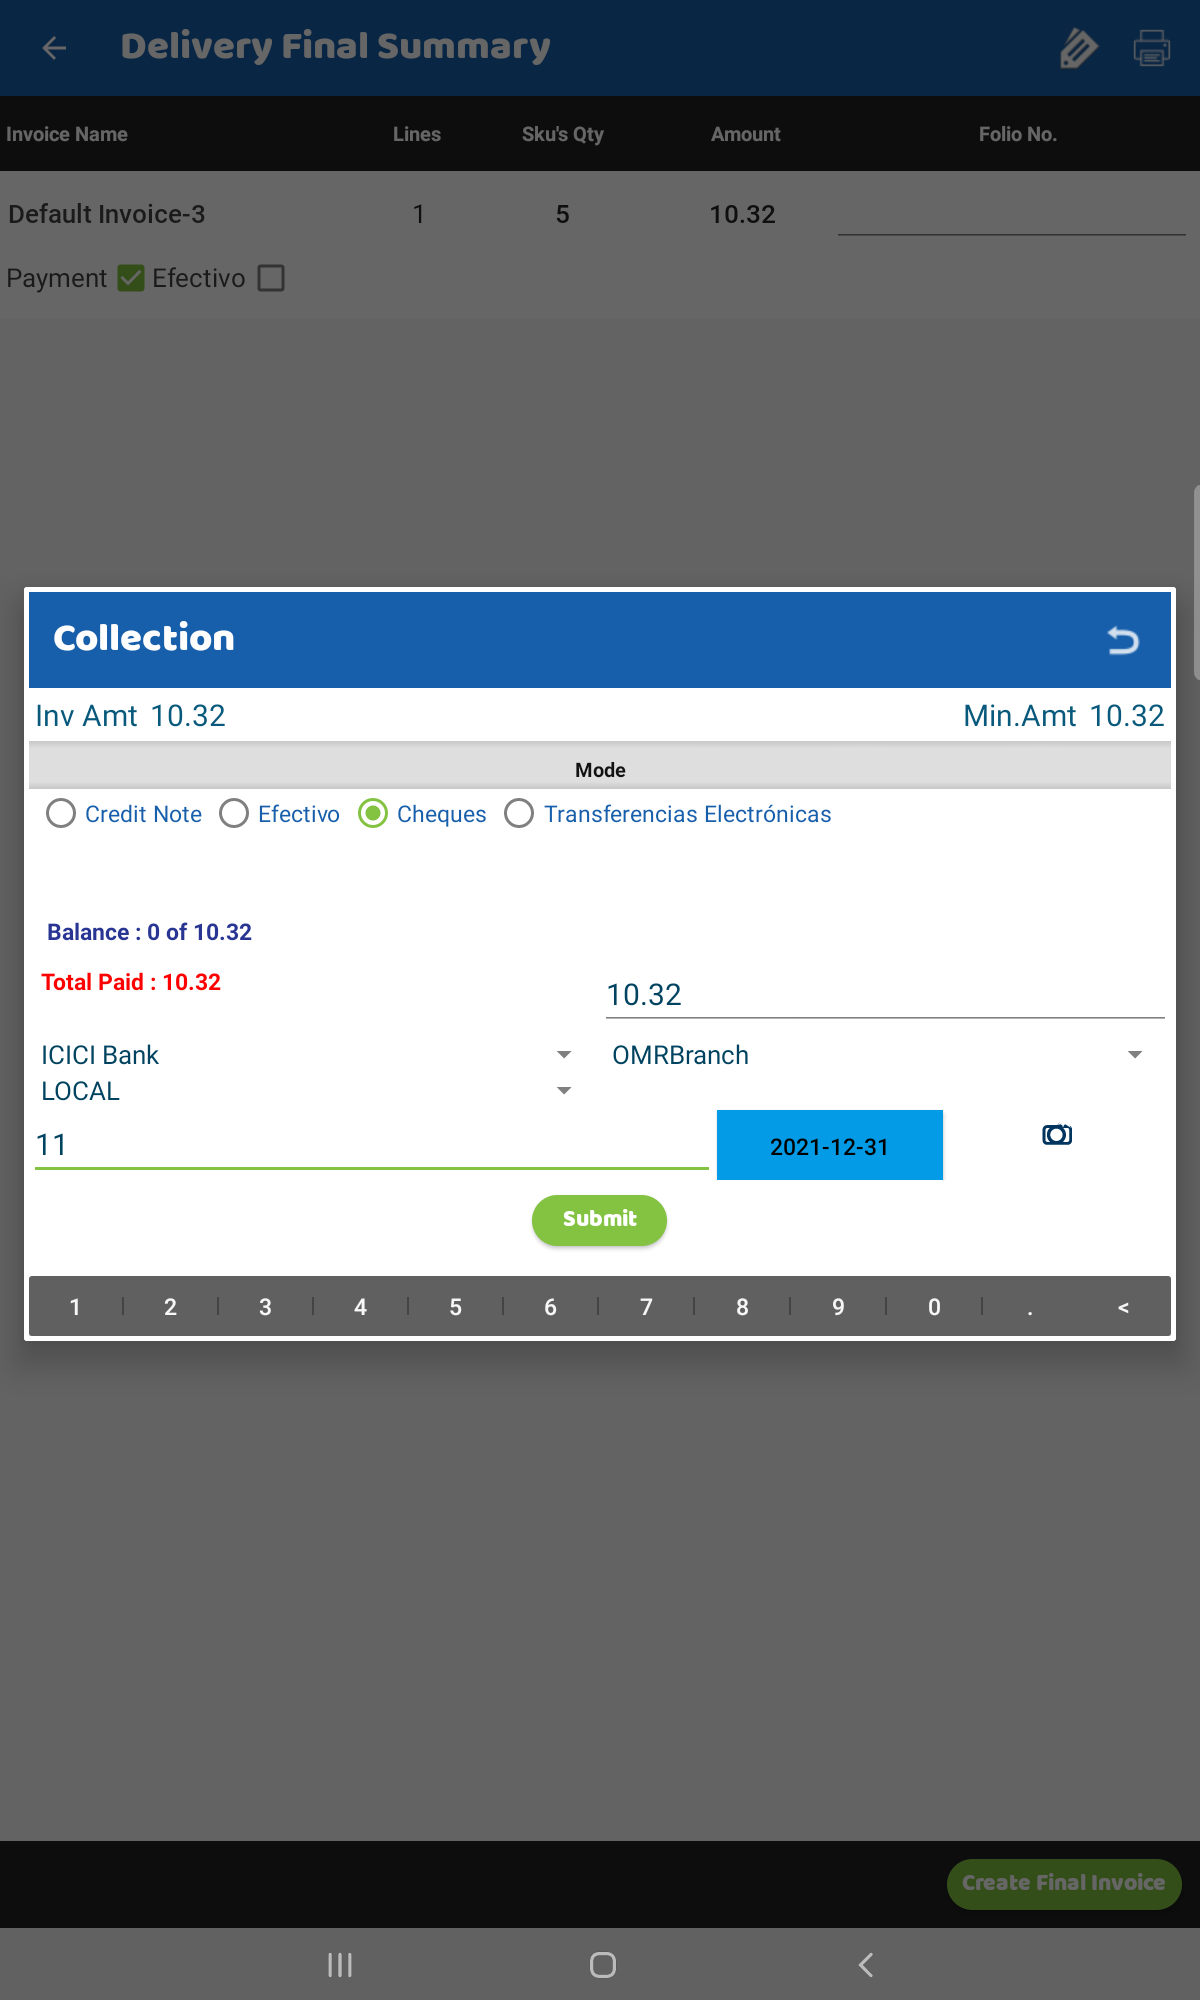 Delivery Final Summary
Invoice Name Lines Sku's Qty Amount Folio No.
Default Invoice-3 1 5 10.32
Payment Efectivo
Collection
Inv Amt 10.32 Min.Amt 10.32
Mode
Credit Note Efectivo Cheques Transferencias Electrónicas
Balance : 0 of 10.32
Total Paid : 10.32
10.32
ICICI Bank OMRBranch
LOCAL
11 2021-12-31
Submit
1 2 3 4 5 6 7 8 9 0 . <
Create Final Invoice